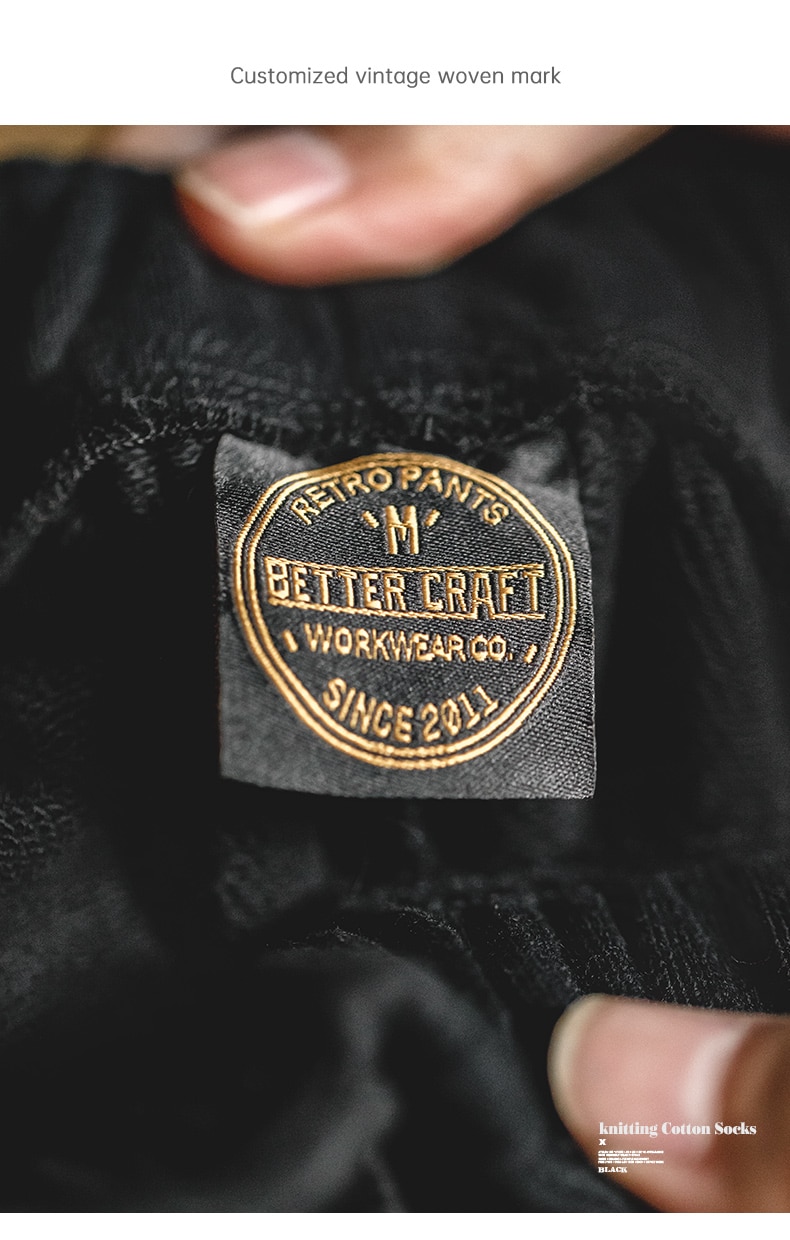 Customized vintage woven mark
RETRO PANTS
'M'
BETTER CRAFT
WORKWEAR CO.
SINCE 2011
knitting Cotton Socks
X
BLACK